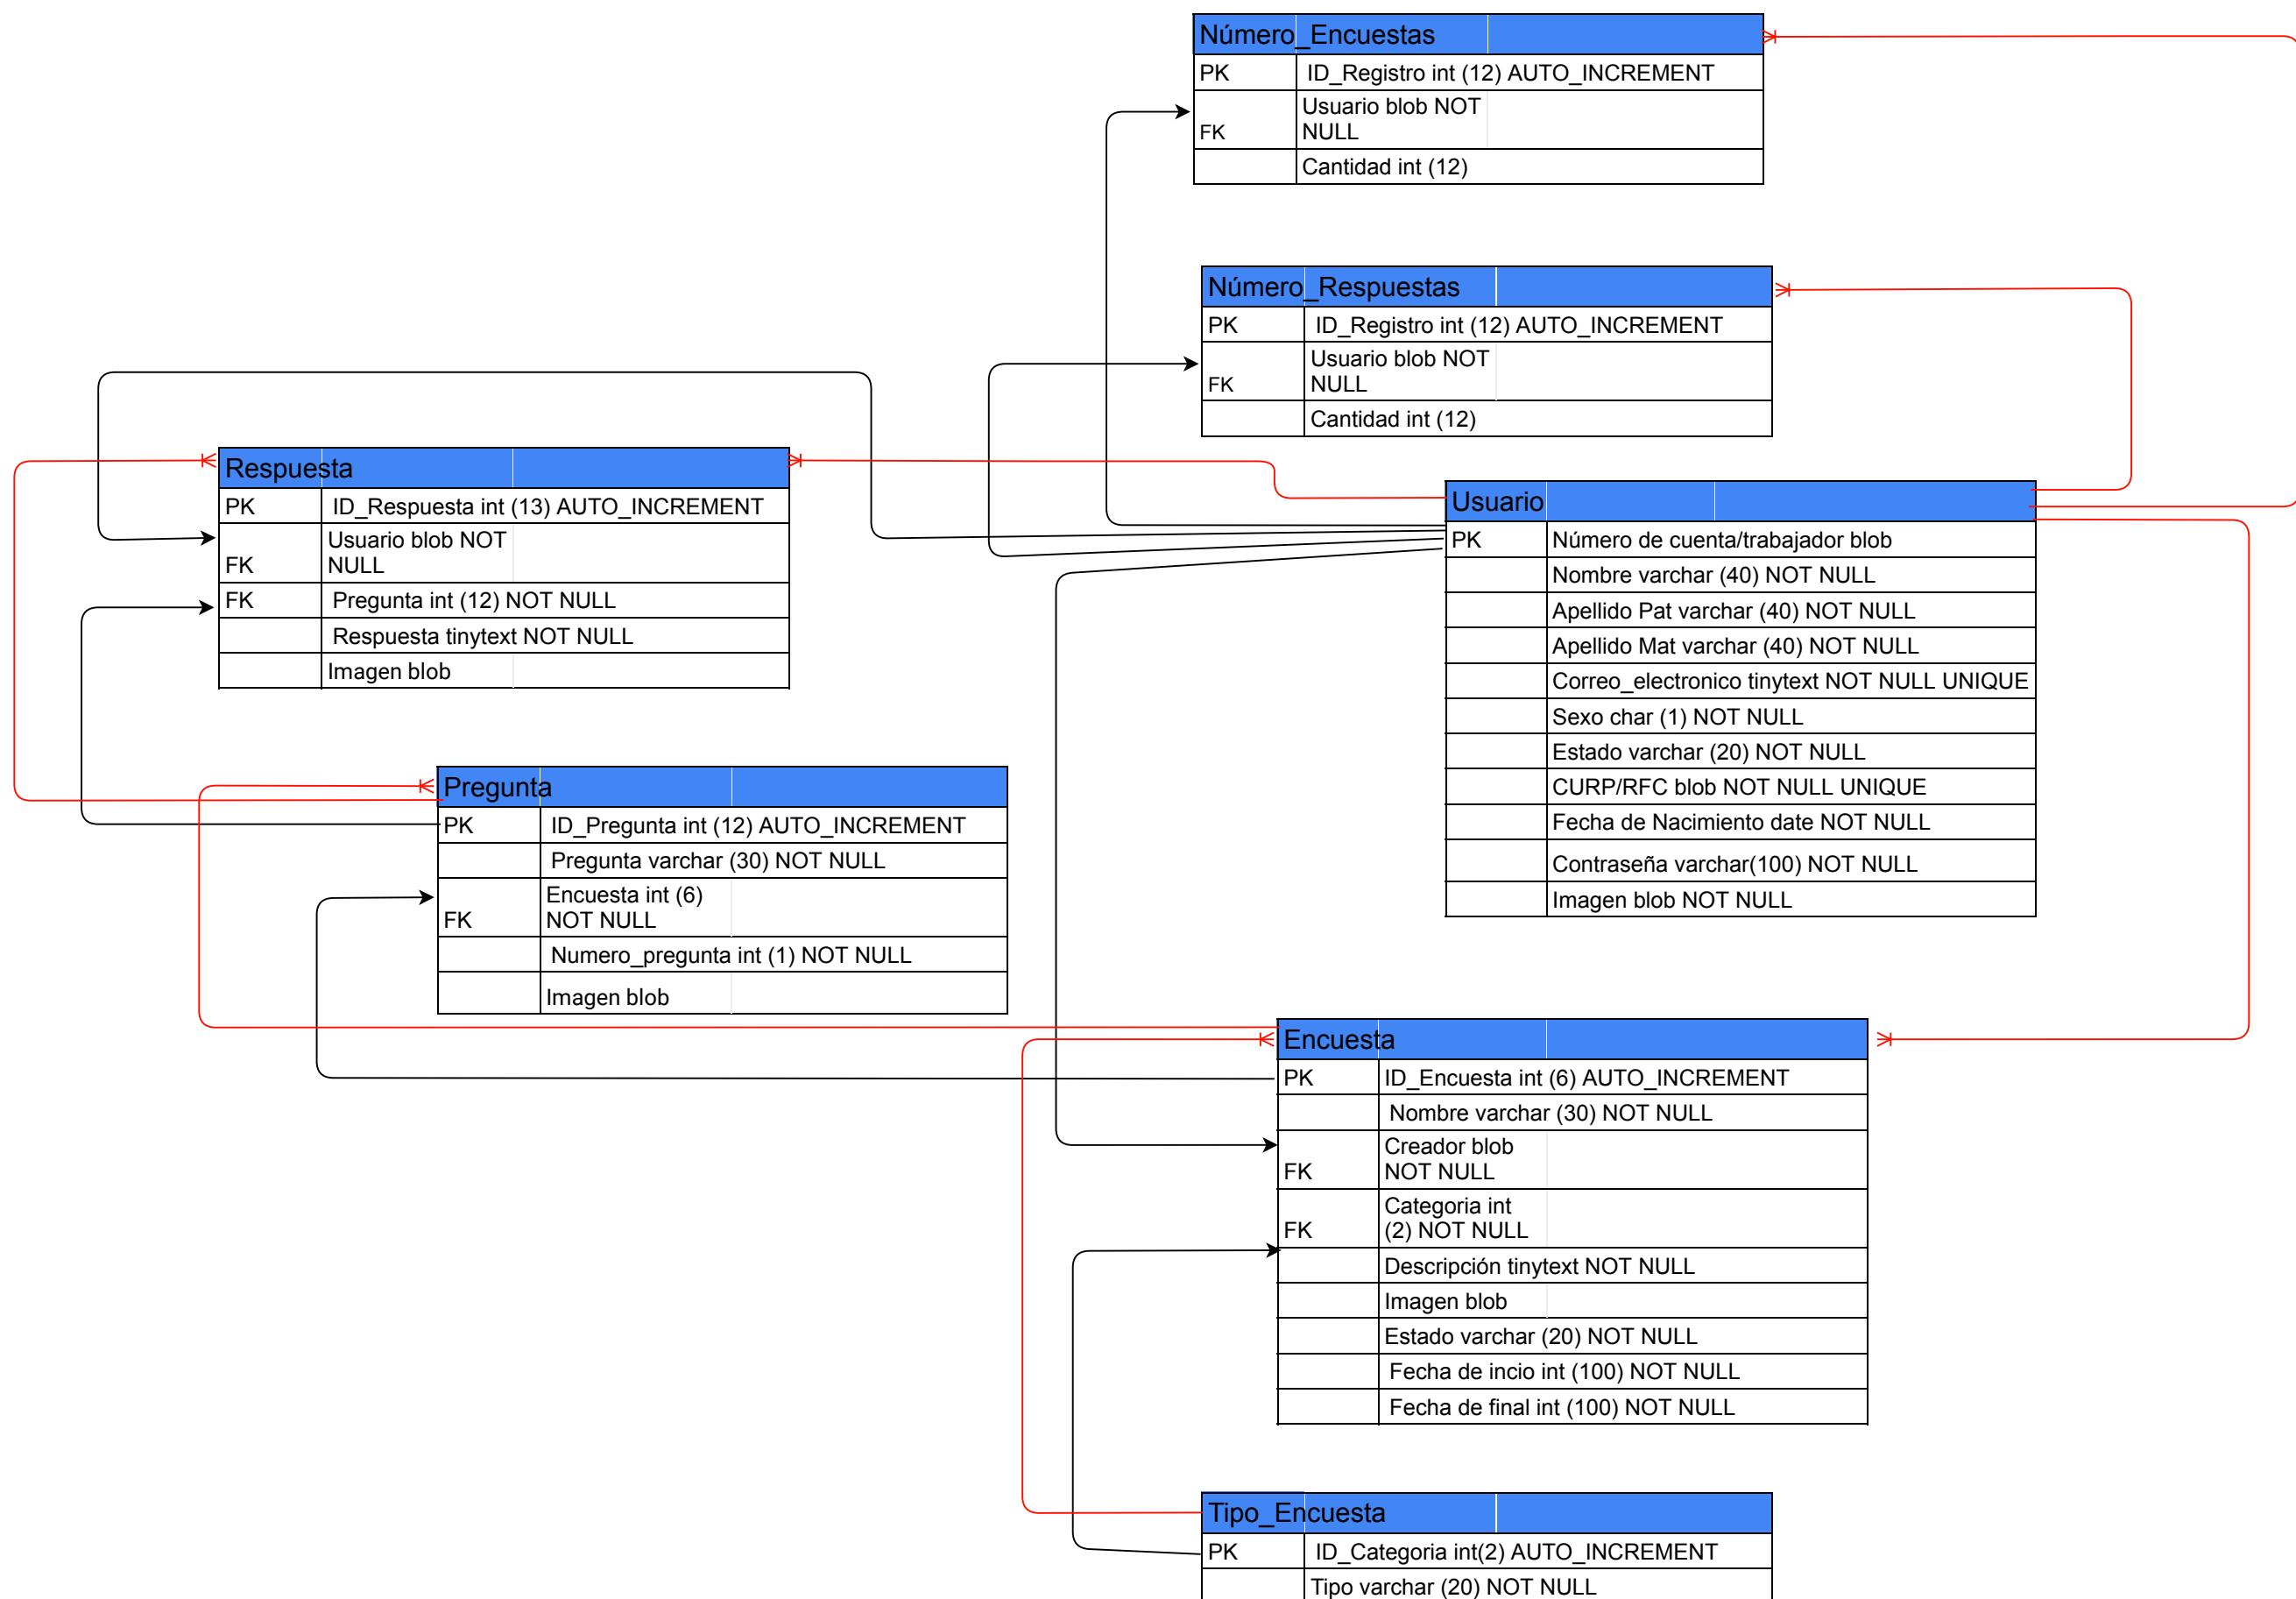 Número_Encuestas
PK ID_Registro int (12) AUTO_INCREMENT
Usuario blob NOT
FK NULL
Cantidad int (12)
Número_Respuestas
PK ID_Registro int (12) AUTO_INCREMENT
Usuario blob NOT
FK NULL
Cantidad int (12)
Respuesta
PK ID_Respuesta int (13) AUTO_INCREMENT
Usuario blob NOT
FK NULL
FK Pregunta int (12) NOT NULL
Respuesta tinytext NOT NULL
Imagen blob
Usuario
PK Número de cuenta/trabajador blob
Nombre varchar (40) NOT NULL
Apellido Pat varchar (40) NOT NULL
Apellido Mat varchar (40) NOT NULL
Correo_electronico tinytext NOT NULL UNIQUE
Sexo char (1) NOT NULL
Estado varchar (20) NOT NULL
CURP/RFC blob NOT NULL UNIQUE
Fecha de Nacimiento date NOT NULL
Contraseña varchar(100) NOT NULL
Imagen blob NOT NULL
Pregunta
PK ID_Pregunta int (12) AUTO_INCREMENT
Pregunta varchar (30) NOT NULL
Encuesta int (6)
FK NOT NULL
Numero_pregunta int (1) NOT NULL
Imagen blob
Encuesta
PK ID_Encuesta int (6) AUTO_INCREMENT
Nombre varchar (30) NOT NULL
Creador blob
FK NOT NULL
Categoria int
FK (2) NOT NULL
Descripción tinytext NOT NULL
Imagen blob
Estado varchar (20) NOT NULL
Fecha de incio int (100) NOT NULL
Fecha de final int (100) NOT NULL
Tipo_Encuesta
PK ID_Categoria int(2) AUTO_INCREMENT
Tipo varchar (20) NOT NULL